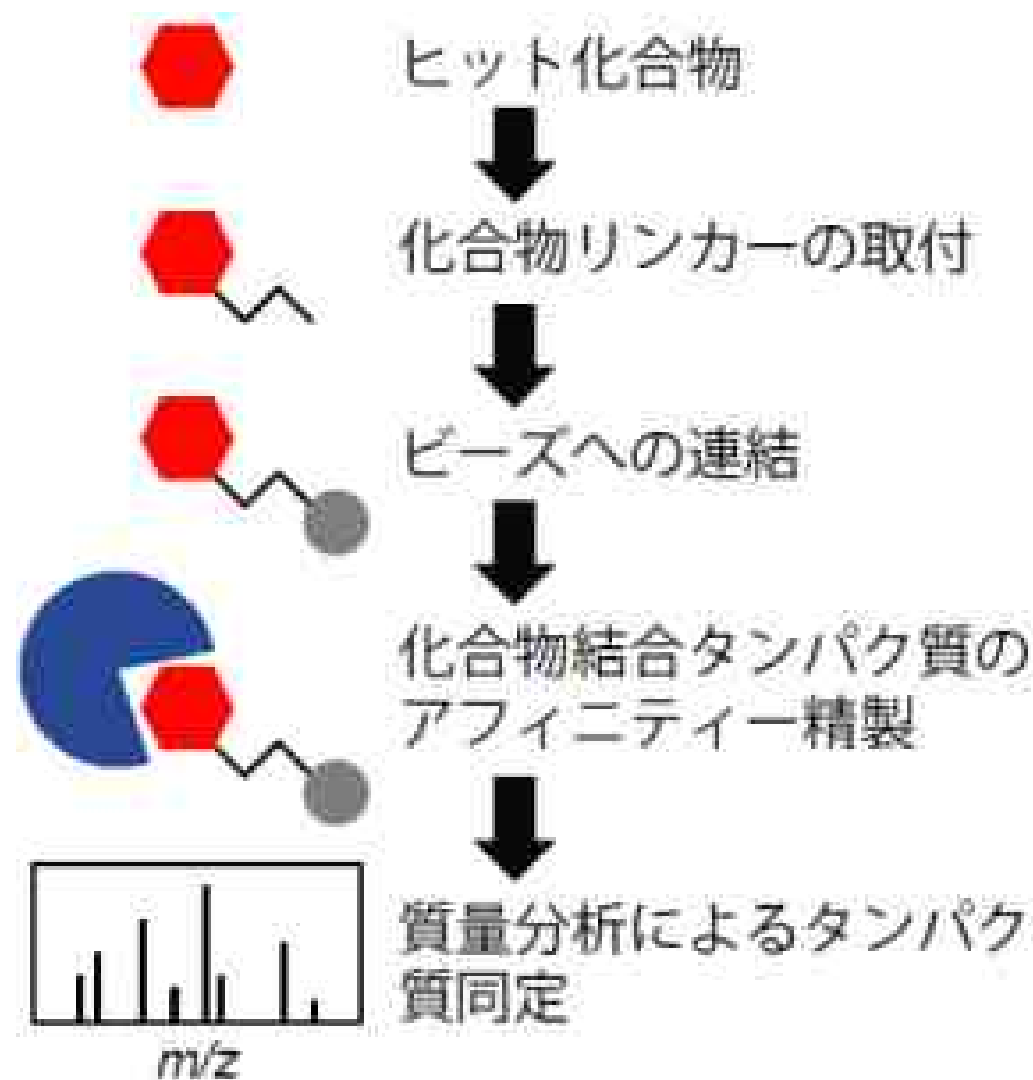 ヒット化合物
化合物リンカーの取付
ビーズへの連結
化合物結合タンパク質の
アフィニティー精製
質量分析によるタンパク
質同定
m/z